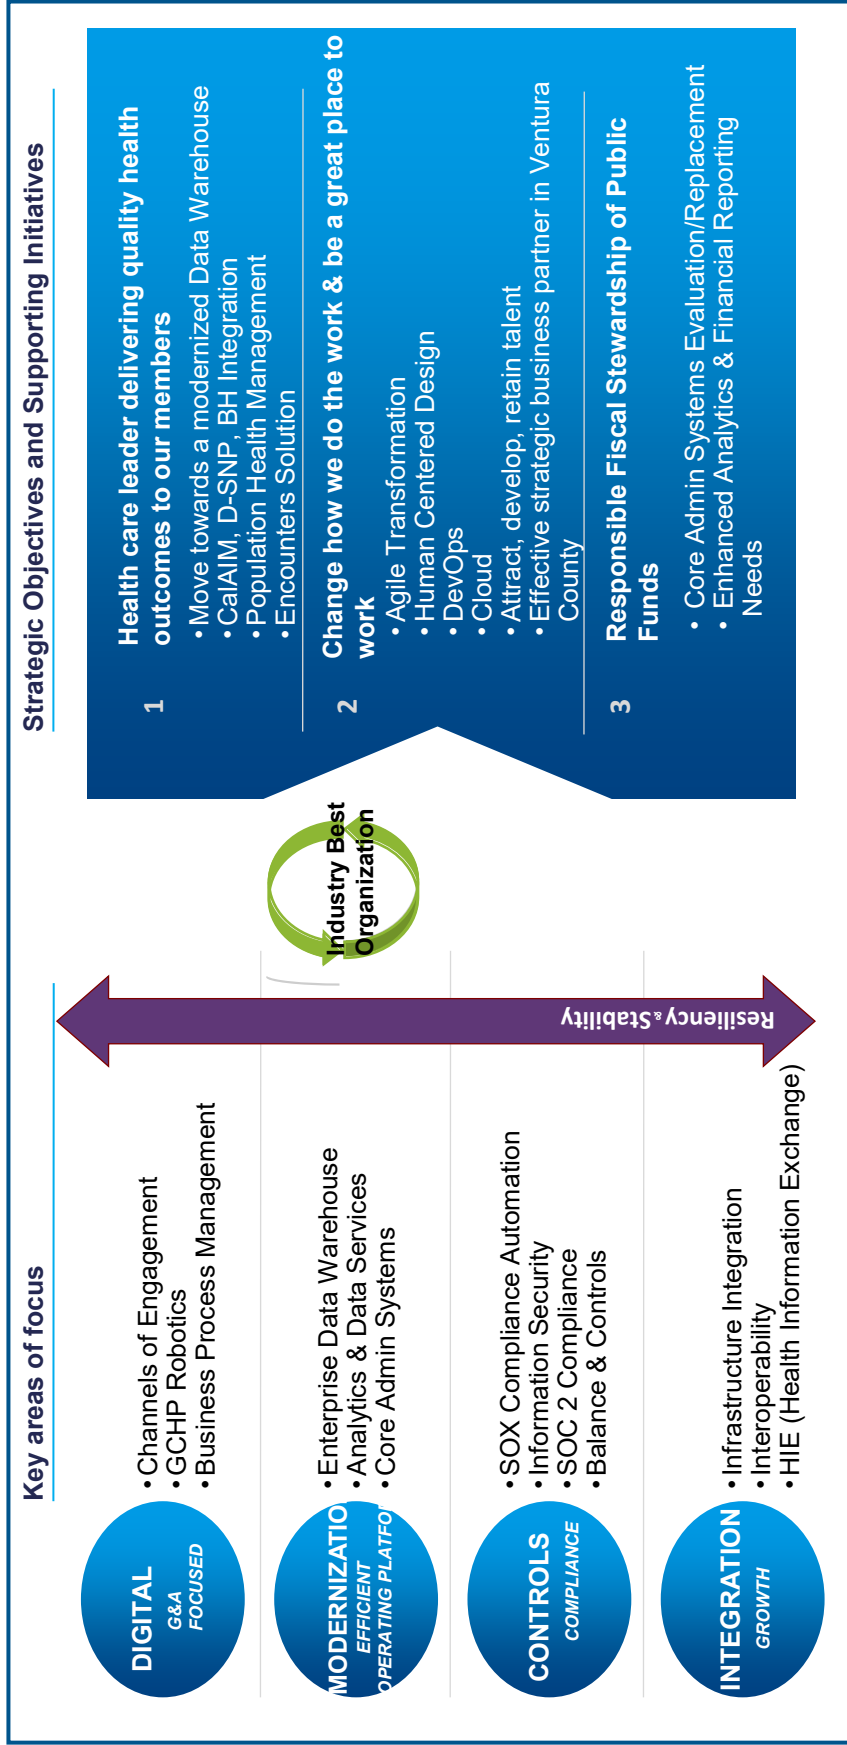 Key areas of focus
DIGITAL
G&A
FOCUSED
• Channels of Engagement
• GCHP Robotics
• Business Process Management
MODERNIZATIO
EFFICIENT
OPERATING PLATFO
• Enterprise Data Warehouse
• Analytics & Data Services
• Core Admin Systems
CONTROLS
COMPLIANCE
• SOX Compliance Automation
• Information Security
• SOC 2 Compliance
• Balance & Controls
INTEGRATION
GROWTH
• Infrastructure Integration
• Interoperability
• HIE (Health Information Exchange)
Resiliency & Stability
Industry Best
Organization
Strategic Objectives and Supporting Initiatives
1
Health care leader delivering quality health
outcomes to our members
• Move towards a modernized Data Warehouse
• CalAIM, D-SNP, BH Integration
• Population Health Management
• Encounters Solution
2
Change how we do the work & be a great place to
work
• Agile Transformation
• Human Centered Design
• DevOps
• Cloud
• Attract, develop, retain talent
• Effective strategic business partner in Ventura
County
3
Responsible Fiscal Stewardship of Public
Funds
• Core Admin Systems Evaluation/Replacement
• Enhanced Analytics & Financial Reporting
Needs